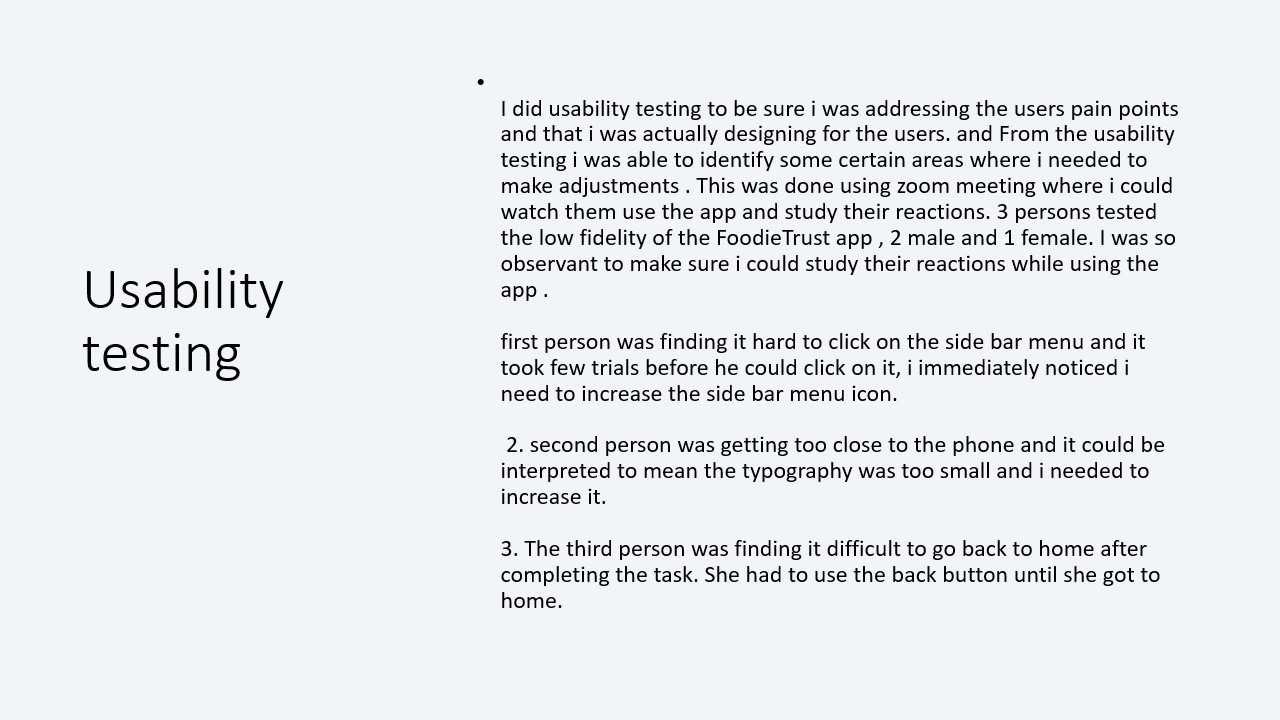 Usability
testing
•
I did usability testing to be sure i was addressing the users pain points
and that i was actually designing for the users. and From the usability
testing i was able to identify some certain areas where i needed to
make adjustments . This was done using zoom meeting where i could
watch them use the app and study their reactions. 3 persons tested
the low fidelity of the FoodieTrust app , 2 male and 1 female. I was so
observant to make sure i could study their reactions while using the
app .
first person was finding it hard to click on the side bar menu and it
took few trials before he could click on it, i immediately noticed i
need to increase the side bar menu icon.
2. second person was getting too close to the phone and it could be
interpreted to mean the typography was too small and i needed to
increase it.
3. The third person was finding it difficult to go back to home after
completing the task. She had to use the back button until she got to
home.